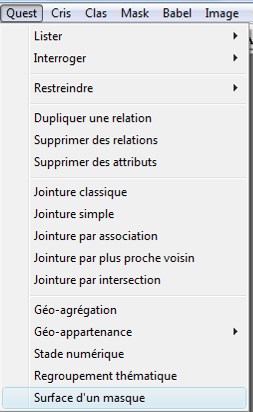 Quest Cris Clas Mask Babel Image
Lister
Interroger
Restreindre
Dupliquer une relation
Supprimer des relations
Supprimer des attributs
Jointure classique
Jointure simple
Jointure par association
Jointure par plus proche voisin
Jointure par intersection
Géo-agrégation
Géo-appartenance
Stade numérique
Regroupement thématique
Surface d'un masque